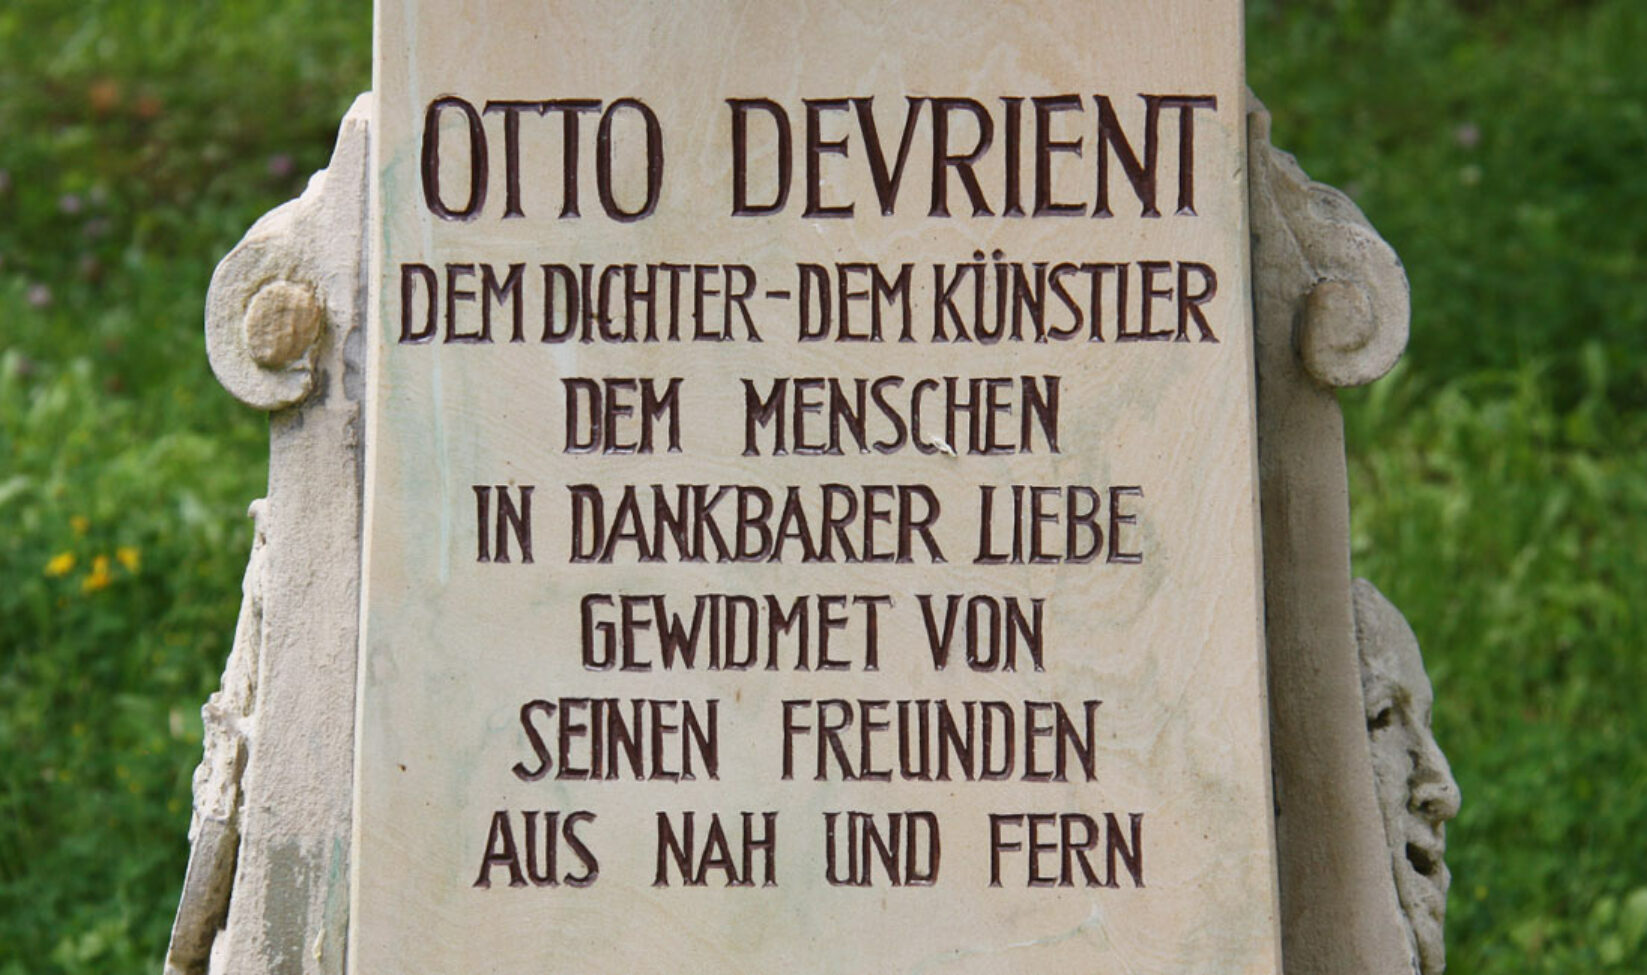 OTTO DEVRIENT
DEM DICHTER-DEM KÜNSTLER
DEM MENSCHEN
IN DANKBARER LIEBE
GEWIDMET VON
SEINEN FREUNDEN
AUS NAH UND FERN